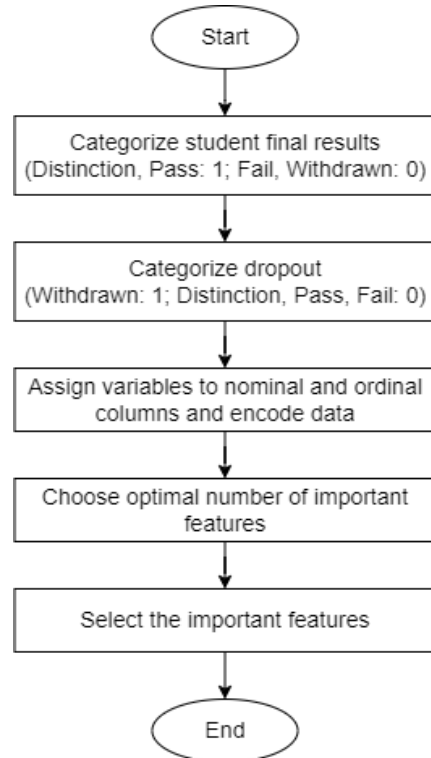 Start
Categorize student final results
(Distinction, Pass: 1; Fail, Withdrawn: 0)
Categorize dropout
(Withdrawn: 1; Distinction, Pass, Fail: 0)
Assign variables to nominal and ordinal
columns and encode data
Choose optimal number of important
features
Select the important features
End